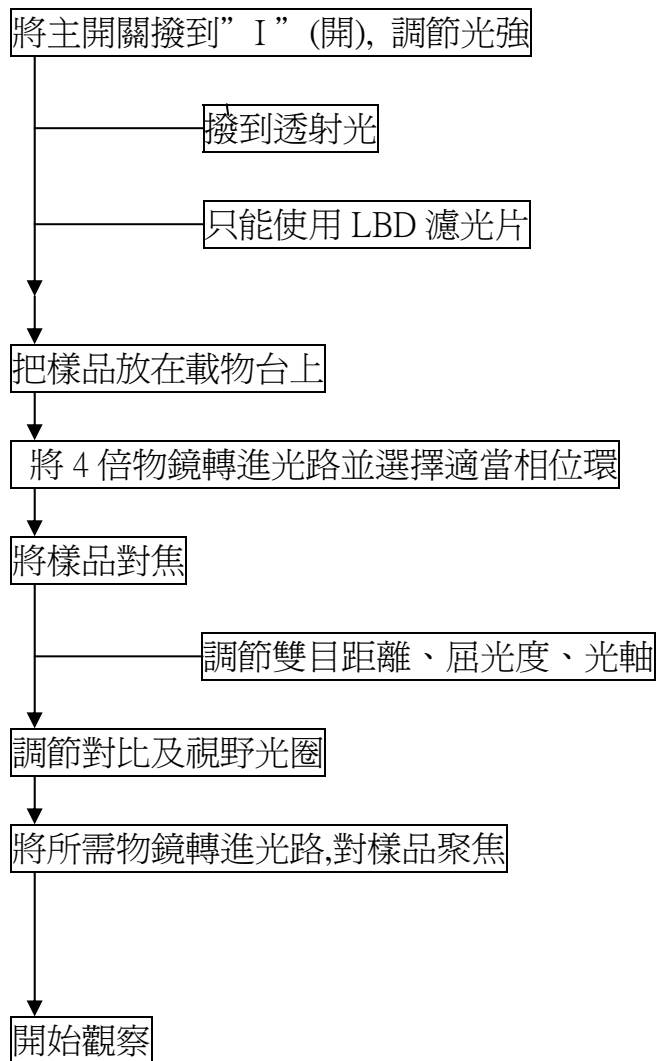 將主開關撥到”I”(開), 調節光強
撥到透射光
只能使用 LBD 濾光片
把樣品放在載物台上
將 4 倍物鏡轉進光路並選擇適當相位環
將樣品對焦
調節雙目距離、屈光度、光軸
調節對比及視野光圈
將所需物鏡轉進光路,對樣品聚焦
開始觀察